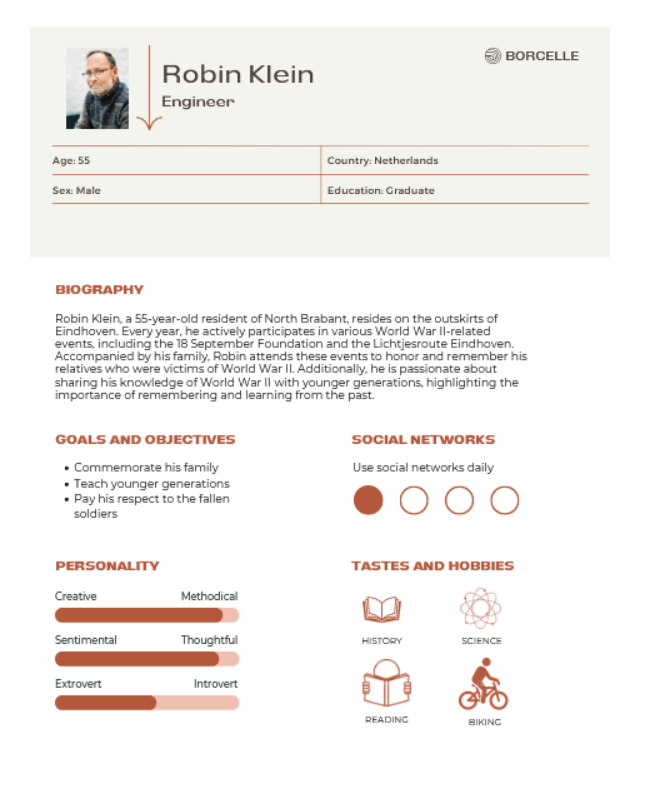 BORCELLE
Robin Klein
Engineer
Age: 55
Country: Netherlands
Sex: Male
Education: Graduate
BIOGRAPHY
Robin Klein, a 55-year-old resident of North Brabant, resides on the outskirts of
Eindhoven. Every year, he actively participates in various World War II-related
events, including the 18 September Foundation and the Lichtjesroute Eindhoven.
Accompanied by his family, Robin attends these events to honor and remember his
relatives who were victims of World War II. Additionally, he is passionate about
sharing his knowledge of World War II with younger generations, highlighting the
importance of remembering and learning from the past.
GOALS AND OBJECTIVES
• Commemorate his family
• Teach younger generations
• Pay his respect to the fallen
soldiers
SOCIAL NETWORKS
Use social networks daily
PERSONALITY
Creative Methodical
Sentimental Thoughtful
Extrovert Introvert
TASTES AND HOBBIES
HISTORY
SCIENCE
READING
BIKING